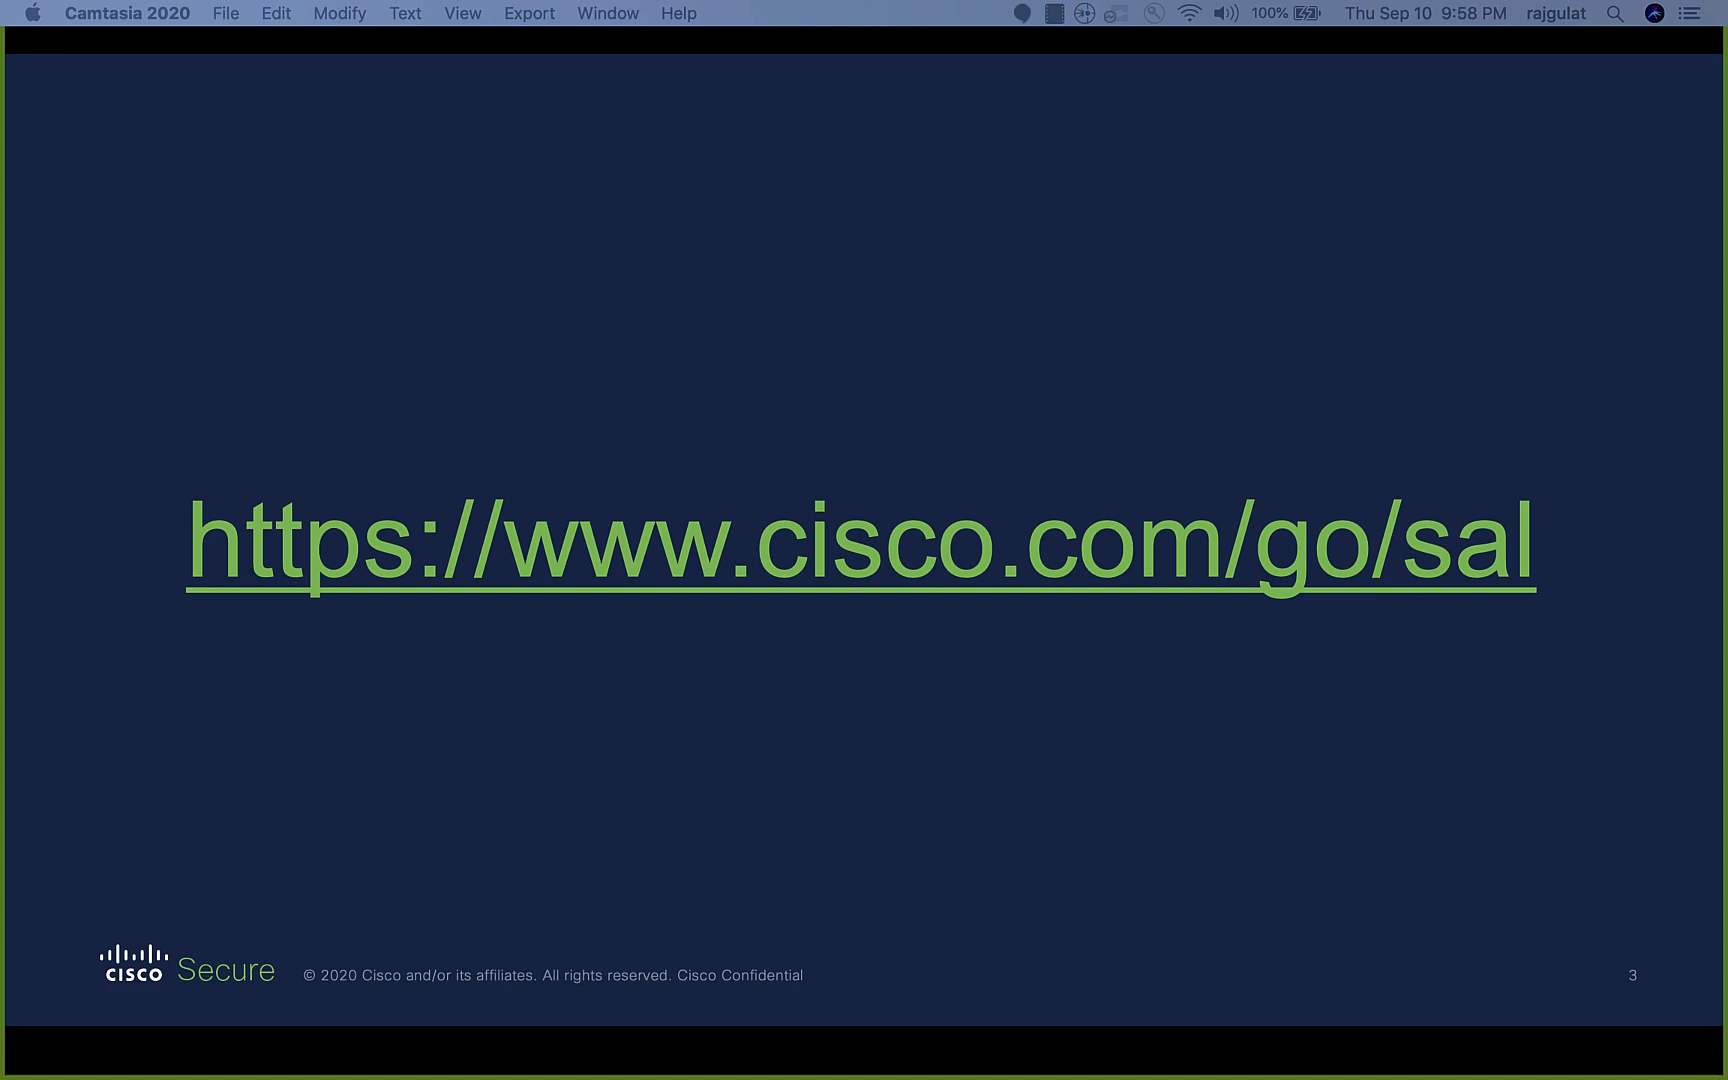 Camtasia 2020 File Edit Modify Text View Export Window Help 100% Thu Sep 10 9:58 PM rajgulat
https://www.cisco.com/go/sal
CISCO Secure © 2020 Cisco and/or its affiliates. All rights reserved. Cisco Confidential 3